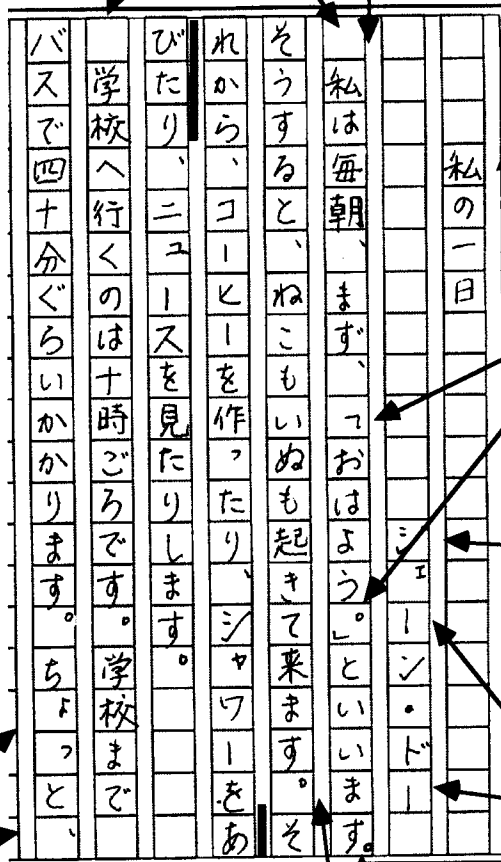 私の一日
ジェーン・ドー
私は毎朝、まず、「おはよう。」といいます。
そうすると、ねこもいぬも起きて来ます。そ
れから、コーヒーを作ったり、シャワーをあ
びたり、ニュースを見たりします。
学校へ行くのは十時ごろです。学校まで
バスで四十分ぐらいかかります。ちょっと、